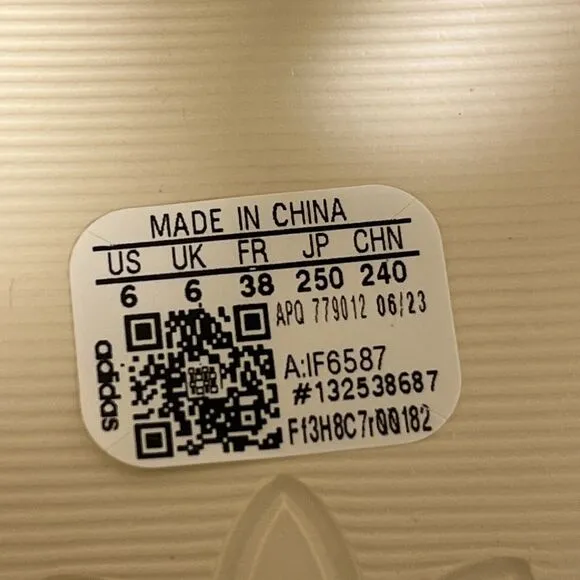 MADE IN CHINA
US UK FR JP CHN
6 6 38 250 240
APQ 779012 06/23
A:IF6587
#132538687
Ff3H8C7r00182
adidas